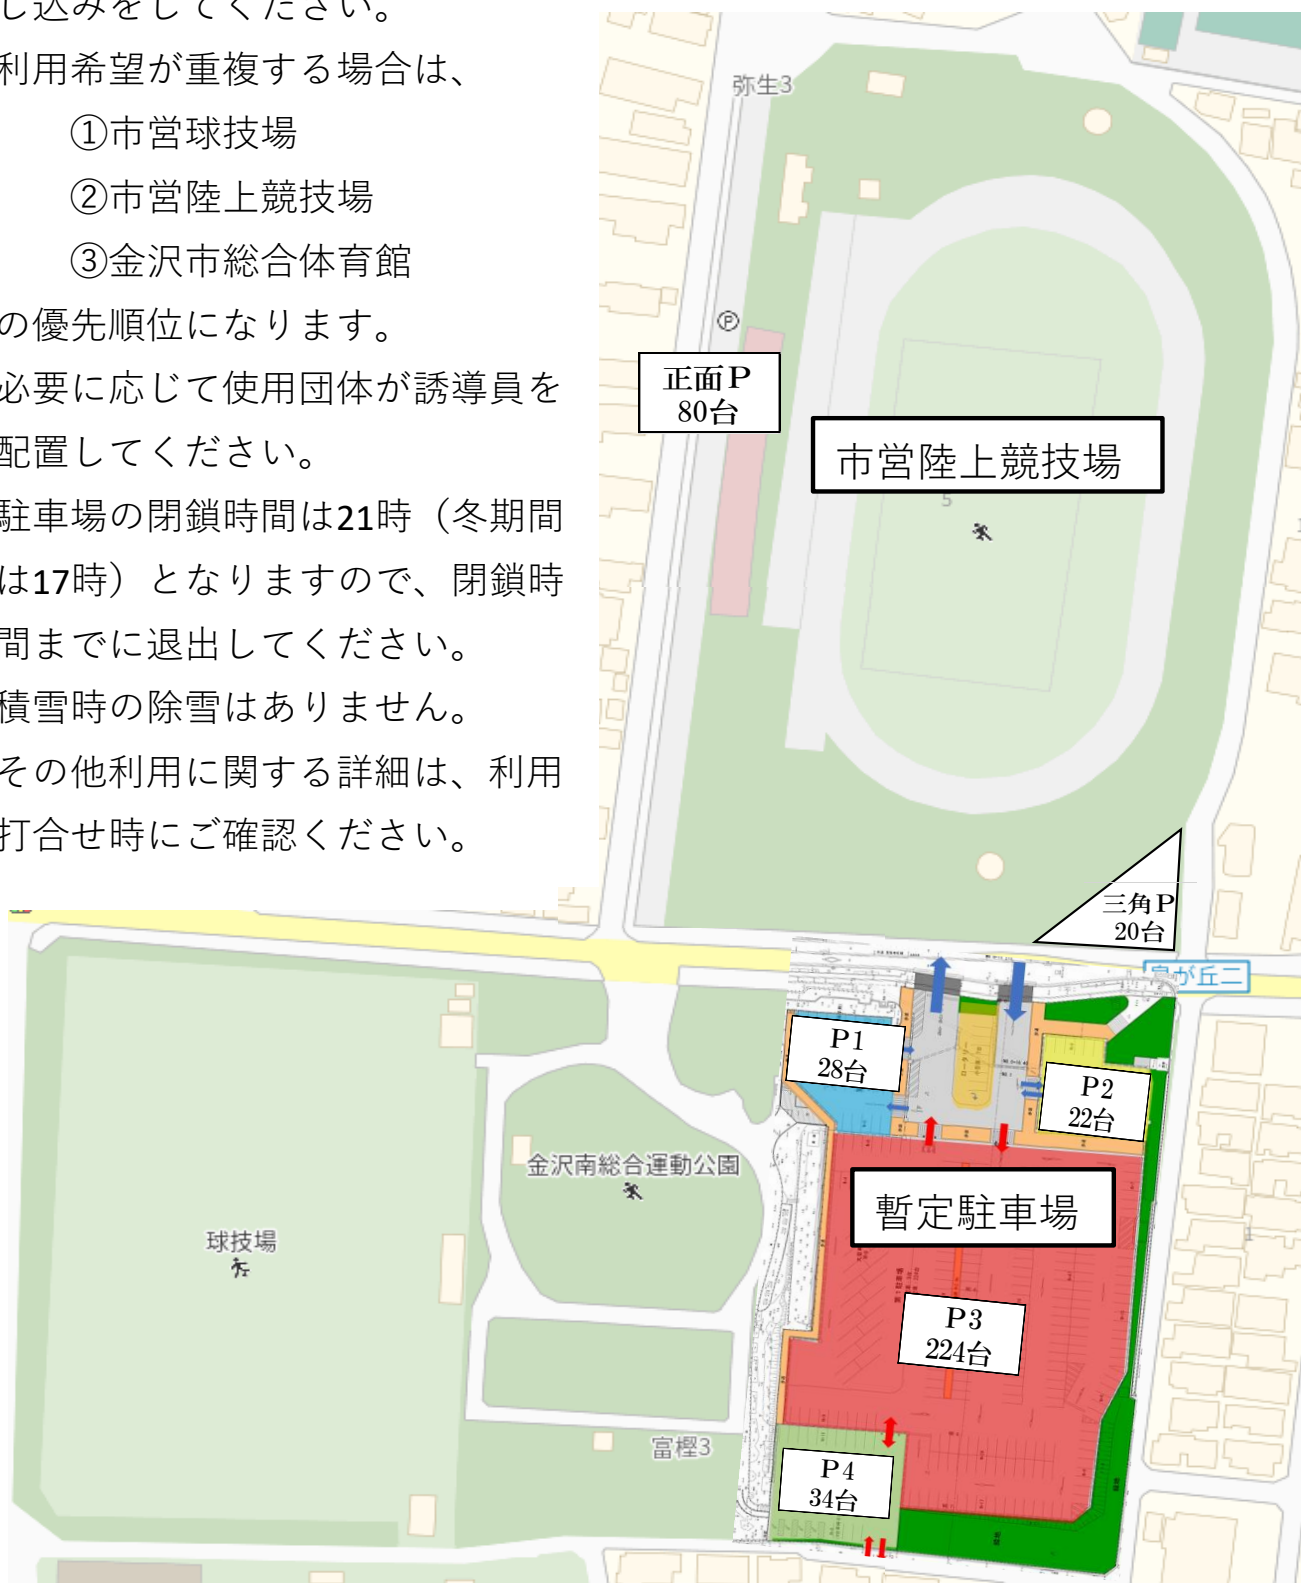 し込みをしてください。
利用希望が重複する場合は、
①市営球技場
②市営陸上競技場
③金沢市総合体育館
の優先順位になります。
必要に応じて使用団体が誘導員を
配置してください。
駐車場の閉鎖時間は21時（冬期間
は17時）となりますので、閉鎖時
間までに退出してください。
積雪時の除雪はありません。
その他利用に関する詳細は、利用
打合せ時にご確認ください。
弥生3
Ⓟ
正面P
80台
市営陸上競技場
5
三角P
20台
が丘二
P1
28台
ロータリー
P2
22台
金沢南総合運動公園
球技場
暫定駐車場
P3
224台
富樫3
P4
34台
1